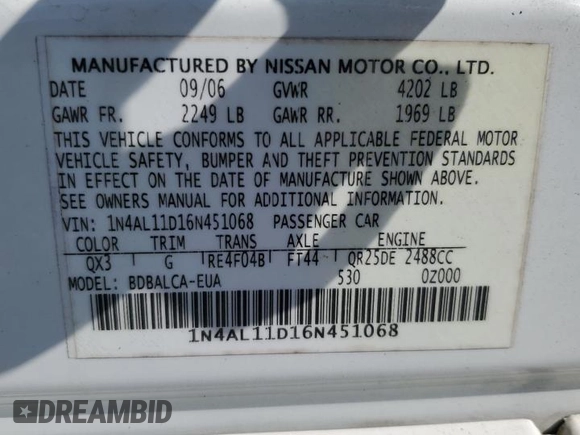 MANUFACTURED BY NISSAN MOTOR CO., LTD.
DATE 09/06 GVWR 4202 LB
GAWR FR. 2249 LB GAWR RR. 1969 LB
THIS VEHICLE CONFORMS TO ALL APPLICABLE FEDERAL MOTOR
VEHICLE SAFETY, BUMPER AND THEFT PREVENTION STANDARDS
IN EFFECT ON THE DATE OF MANUFACTURE SHOWN ABOVE.
SEE OWNERS MANUAL FOR ADDITIONAL INFORMATION.
VIN: 1N4AL11D16N451068 PASSENGER CAR
COLOR TRIM TRANS AXLE ENGINE
QX3 G RE4F04B FT44 QR25DE 2488CC
MODEL: BDBALCA-EUA 530 0Z000
1N4AL11D16N451068
DREAMBID